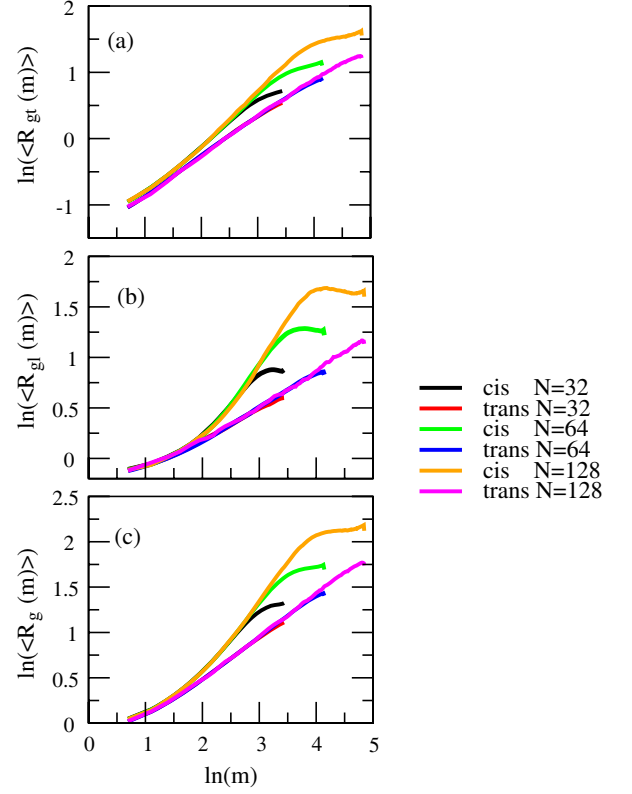 2
1
0
-1
ln(<R gt (m)>)
(a)
2
1.5
1
0.5
0
ln(<R gl (m)>)
(b)
2.5
2
1.5
1
0.5
0
ln(<R g (m)>)
(c)
0 1 2 3 4 5
ln(m)
cis N=32
trans N=32
cis N=64
trans N=64
cis N=128
trans N=128